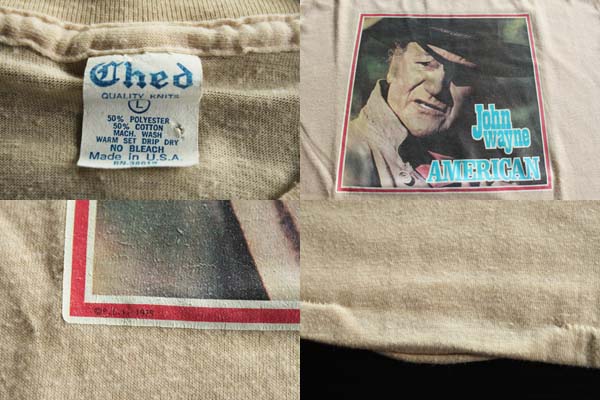 Ched
QUALITY KNITS
L
50% POLYESTER
50% COTTON
MACH. WASH
WARM SET DRIP DRY
NO BLEACH
Made in U.S.A.
John
wayne
AMERICAN
1979